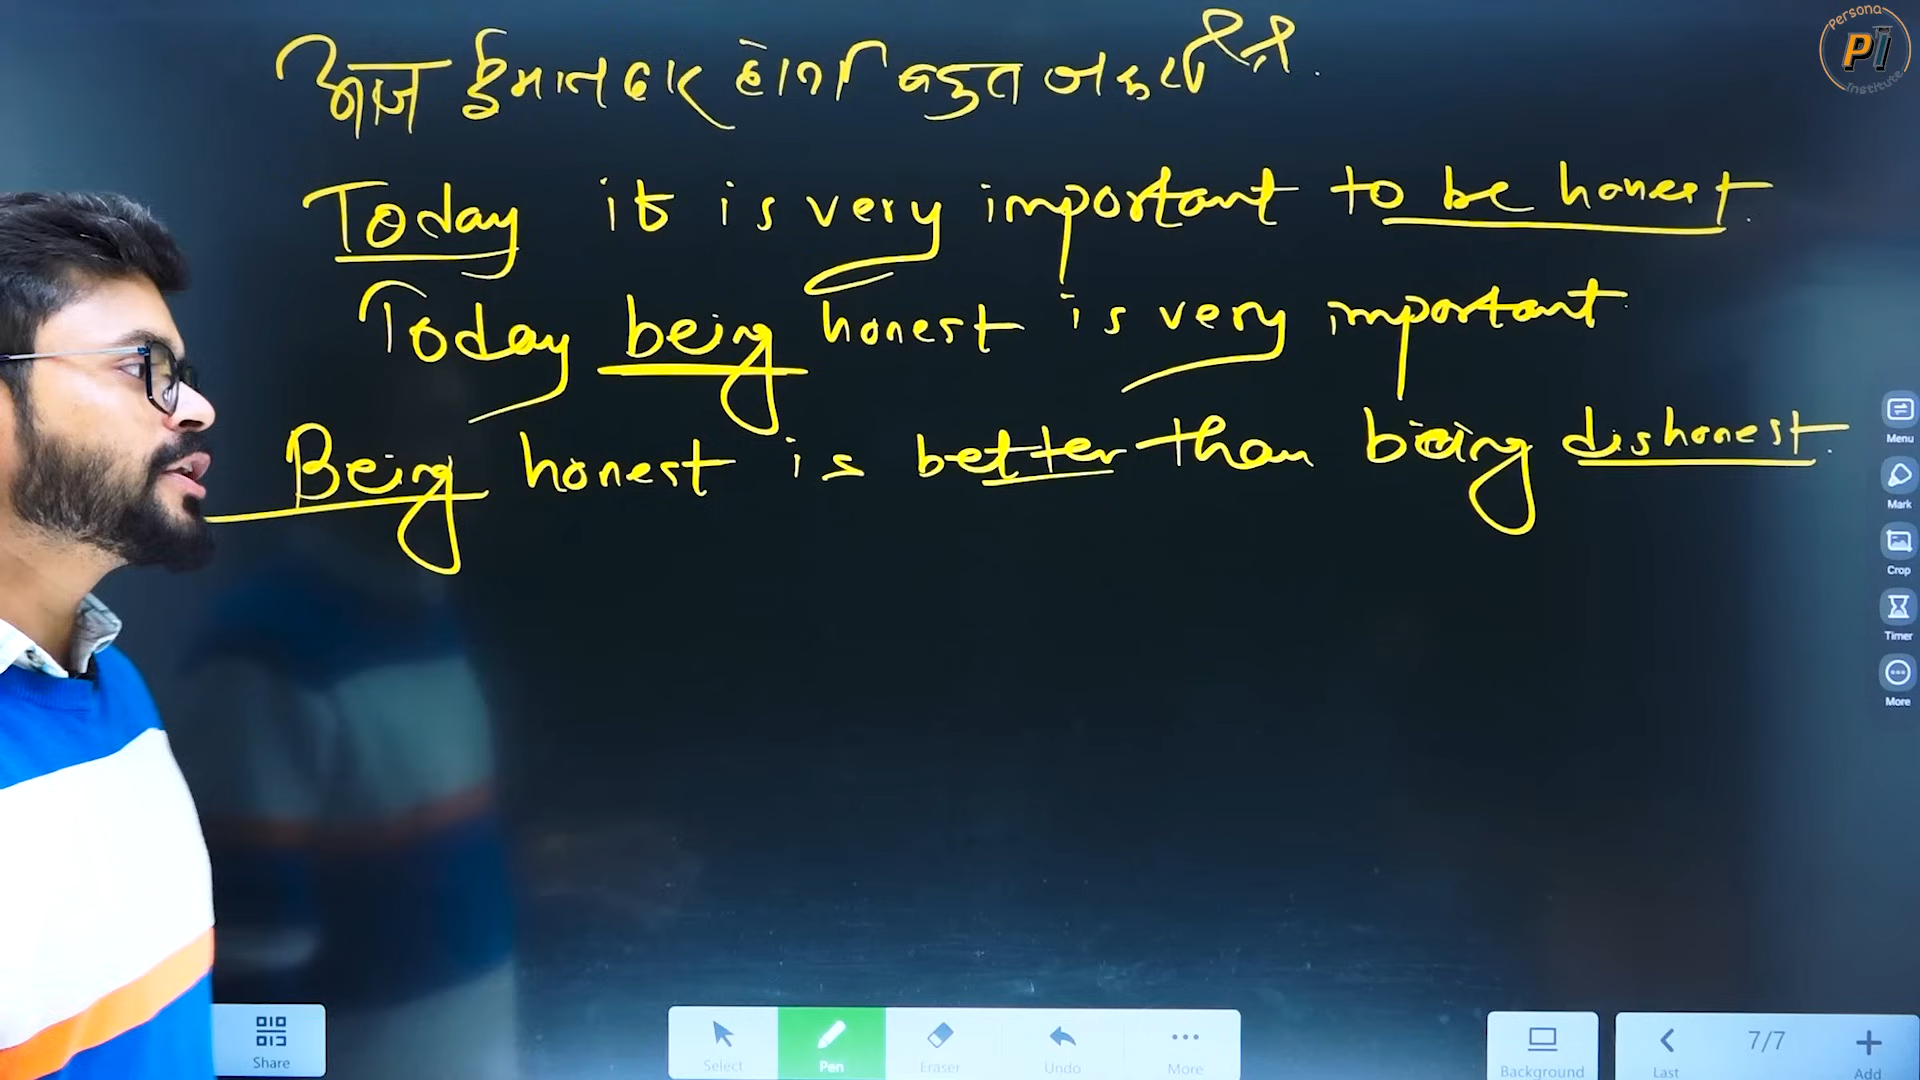 आज ईमानदार होना बहुत जरूरी है.
Today it is very important to be honest.
Today being honest is very important.
Being honest is better than being dishonest.
Persona
PI
Institute
Menu
Mark
Crop
Timer
More
Share
Select
Pen
Eraser
Undo
More
Background
Last
7/7
Add